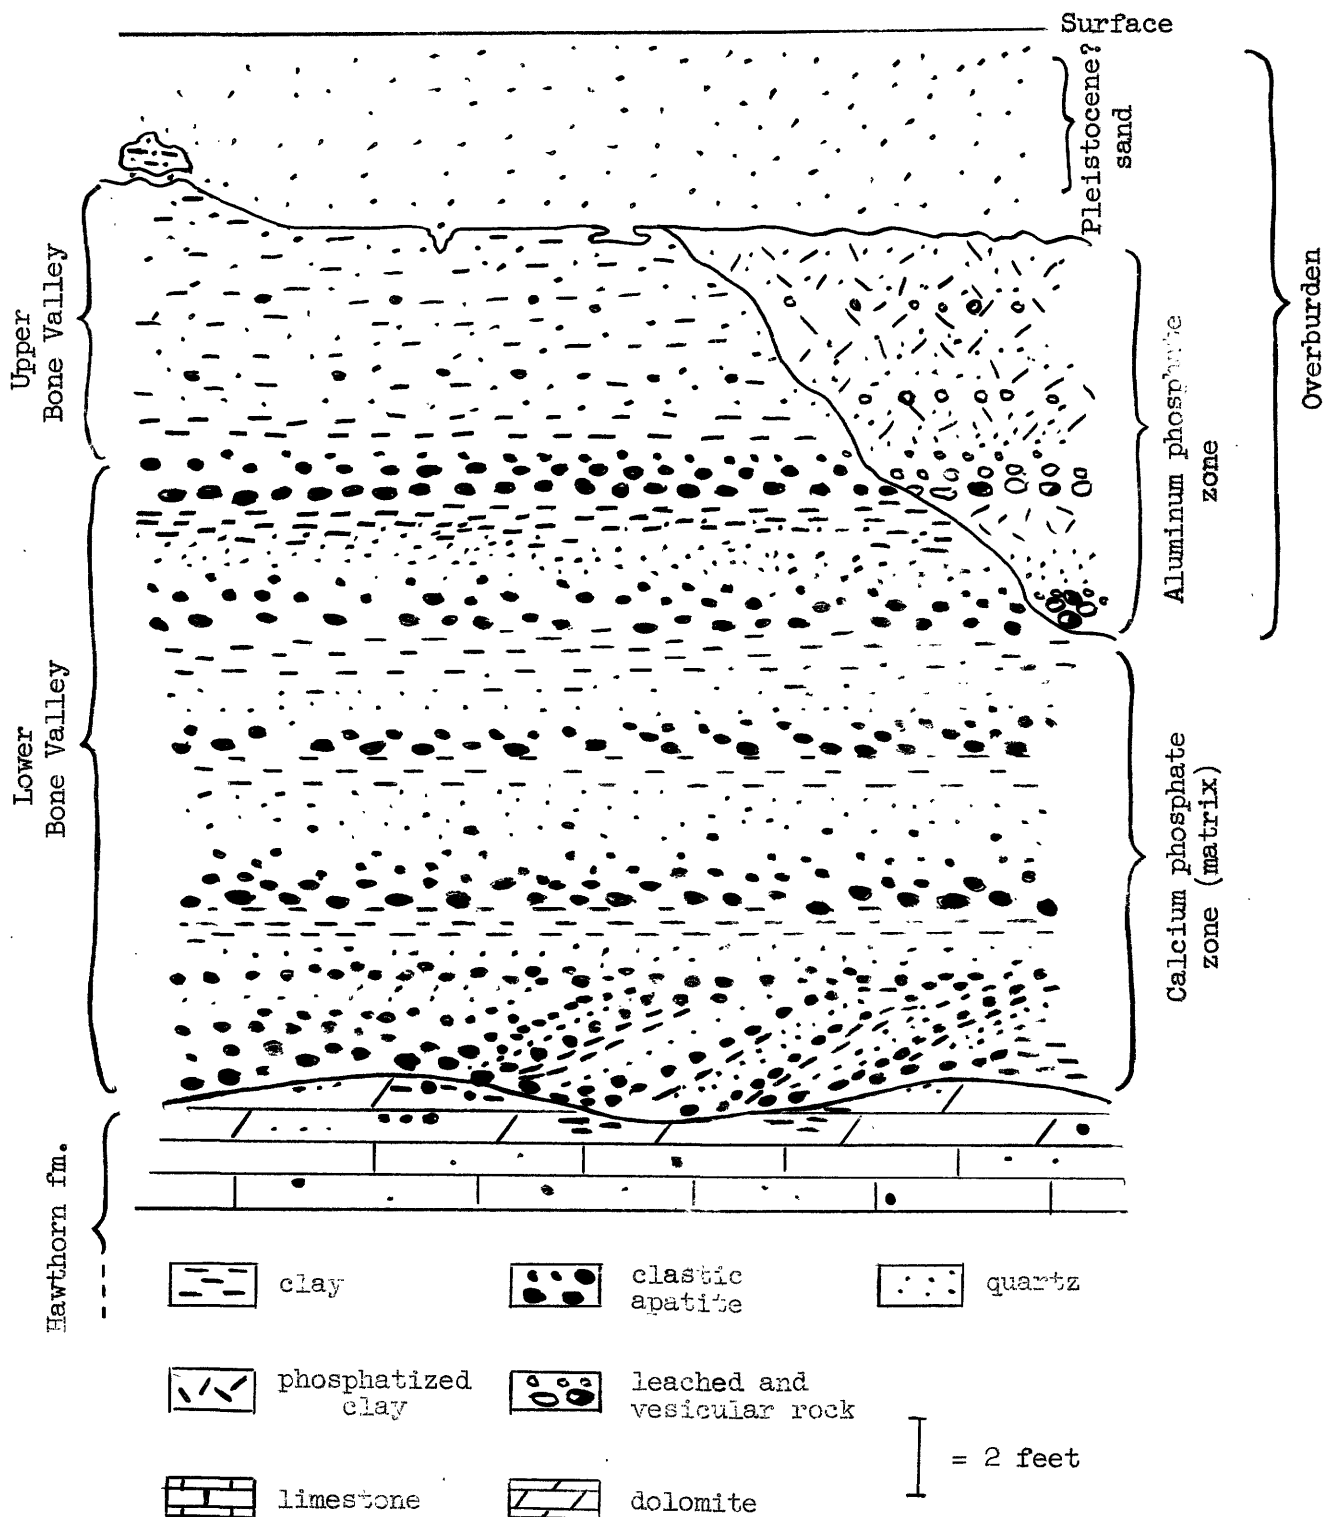 Surface
Pleistocene?
sand
Overburden
Upper
Bone Valley
Aluminum phosphate
zone
Lower
Bone Valley
Calcium phosphate
zone (matrix)
Hawthorn fm.
clay
clastic
apatite
quartz
phosphatized
clay
leached and
vesicular rock
= 2 feet
limestone
dolomite